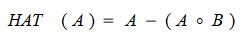 HAT ( A ) = A − ( A ∘ B )